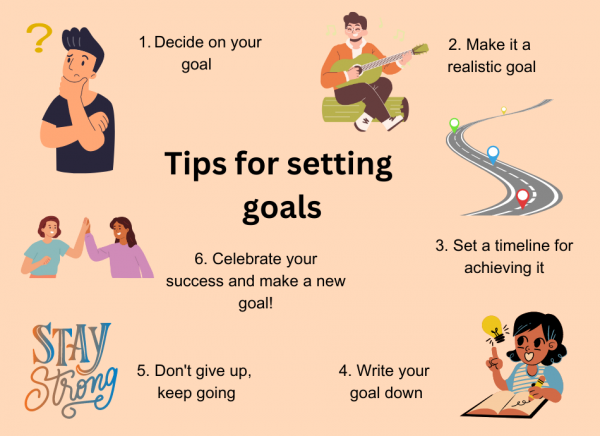 ?
1. Decide on your
goal
2. Make it a
realistic goal
Tips for setting
goals
3. Set a timeline for
achieving it
4. Write your
goal down
5. Don't give up,
keep going
STAY
Strong
6. Celebrate your
success and make a new
goal!